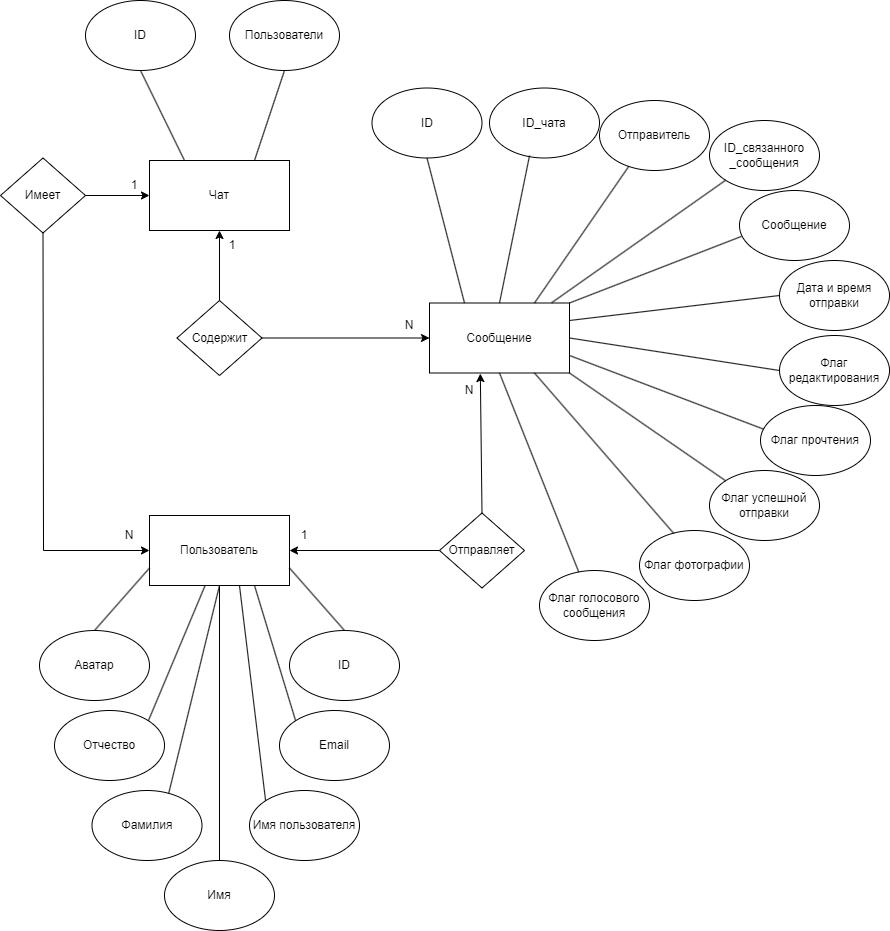 ID
Пользователи
ID
ID_чата
Отправитель
ID_связанного
_сообщения
Имеет
1
Чат
1
Сообщение
Дата и время
отправки
Содержит
N
Сообщение
Флаг
редактирования
N
Флаг прочтения
Флаг успешной
отправки
N
Пользователь
1
Отправляет
Флаг фотографии
Флаг голосового
сообщения
Аватар
ID
Отчество
Email
Фамилия
Имя пользователя
Имя